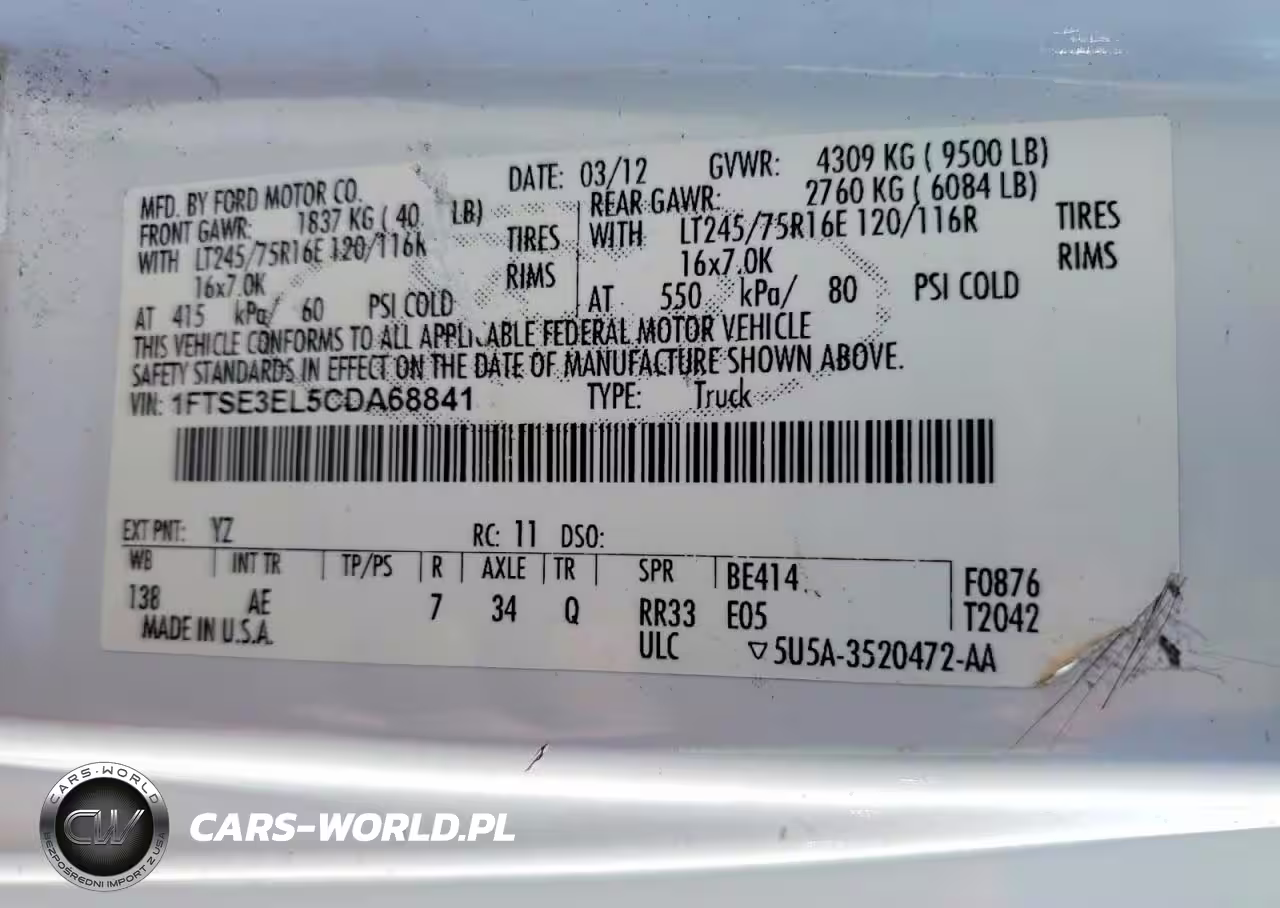 MFD. BY FORD MOTOR CO. DATE: 03/12 GVWR: 4309 KG ( 9500 LB)
FRONT GAWR: 1837 KG ( LB) REAR GAWR: 2760 KG ( 6084 LB)
WITH LT245/75R16E 120/116R TIRES WITH LT245/75R16E 120/116R TIRES
16x7.0K RIMS 16x7.0K RIMS
AT 415 kPa/ 60 PSI COLD AT 550 kPa/ 80 PSI COLD
THIS VEHICLE CONFORMS TO ALL APPLICABLE FEDERAL MOTOR VEHICLE
SAFETY STANDARDS IN EFFECT ON THE DATE OF MANUFACTURE SHOWN ABOVE.
VIN: 1FTSE3EL5CDA68841 TYPE: Truck
EXT PNT: YZ RC: 11 DSO:
WB INT TR TP/PS R AXLE TR SPR BE414 F0876
138 AE 7 34 Q RR33 E05 T2042
MADE IN U.S.A. ULC ▽5U5A-3520472-AA
CARS-WORLD
CW
BEZPOŚREDNI IMPORT Z USA
CARS-WORLD.PL